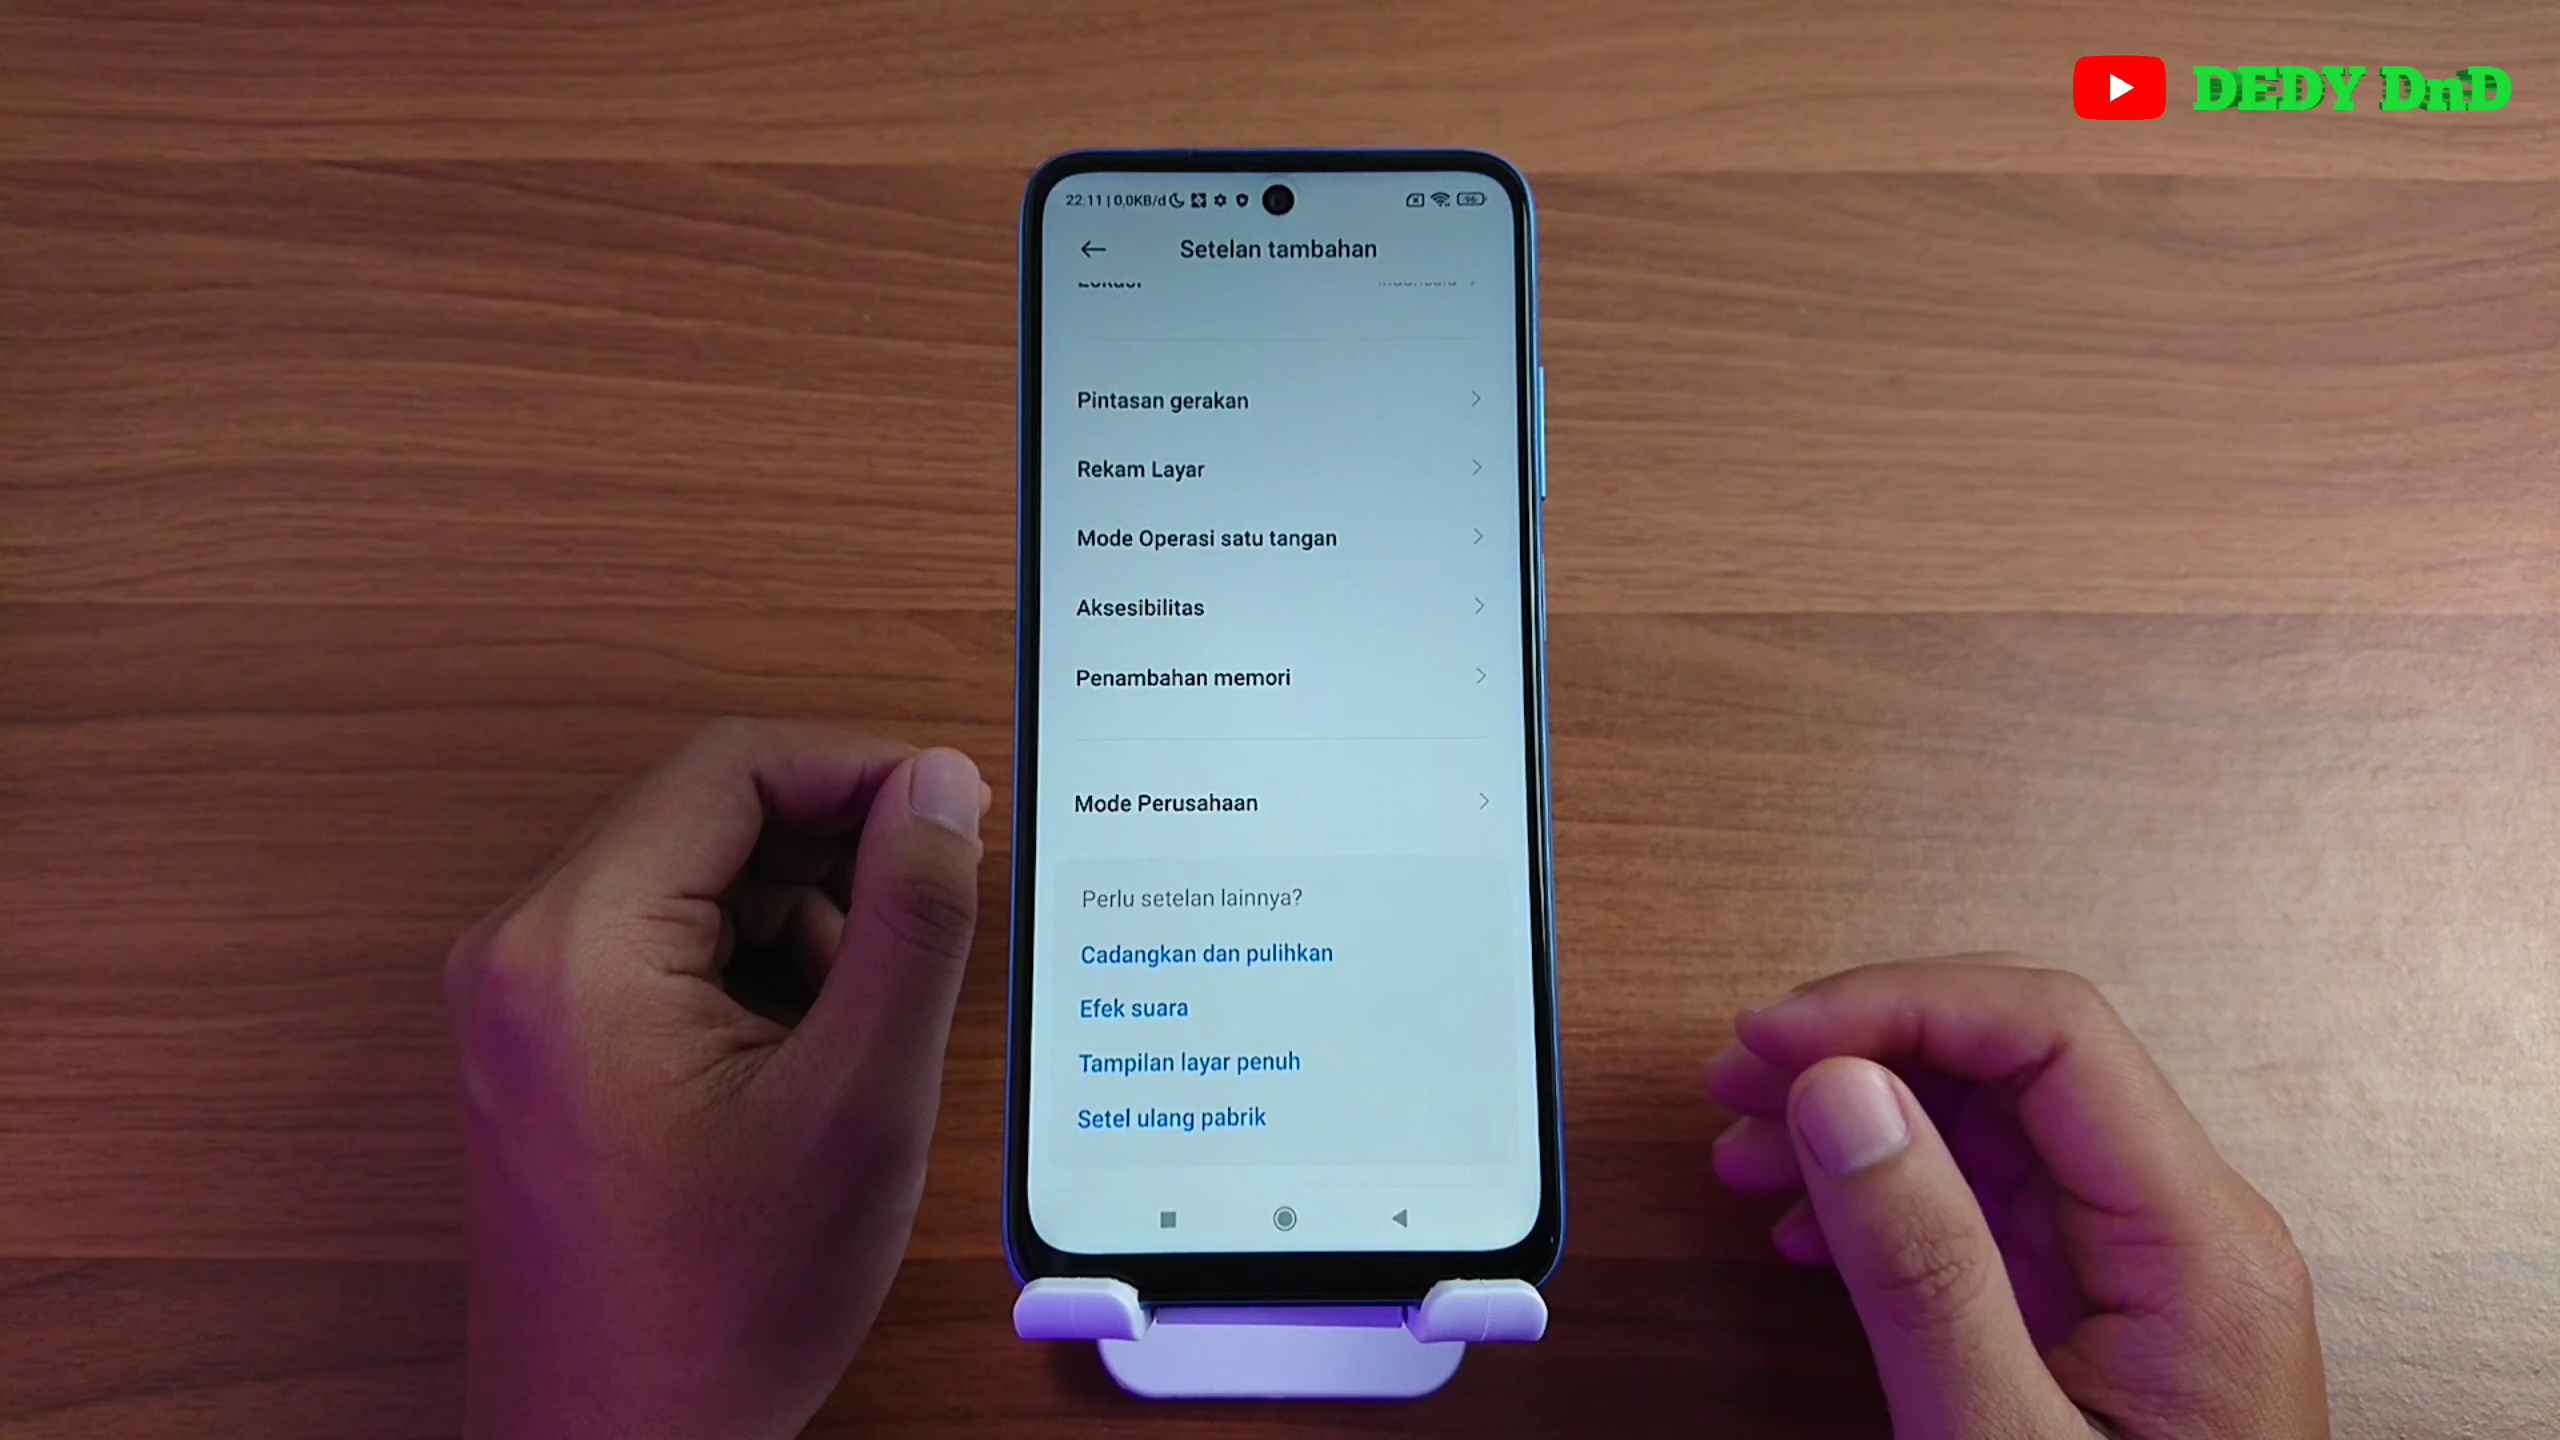 DEDY DnD
22.11 | 0,0KB/d
Setelan tambahan
Pintasan gerakan
Rekam Layar
Mode Operasi satu tangan
Aksesibilitas
Penambahan memori
Mode Perusahaan
Perlu setelan lainnya?
Cadangkan dan pulihkan
Efek suara
Tampilan layar penuh
Setel ulang pabrik